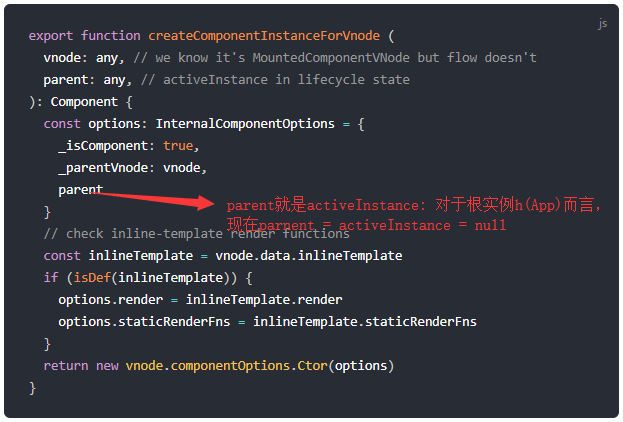 js
export function createComponentInstanceForVnode (
  vnode: any, // we know it's MountedComponentVNode but flow doesn't
  parent: any, // activeInstance in lifecycle state
): Component {
  const options: InternalComponentOptions = {
    _isComponent: true,
    _parentVnode: vnode,
    parent
parent就是activeInstance: 对于根实例h(App)而言,
现在parpent = activeInstance = null
  }
  // check inline-template render functions
  const inlineTemplate = vnode.data.inlineTemplate
  if (isDef(inlineTemplate)) {
    options.render = inlineTemplate.render
    options.staticRenderFns = inlineTemplate.staticRenderFns
  }
  return new vnode.componentOptions.Ctor(options)
}